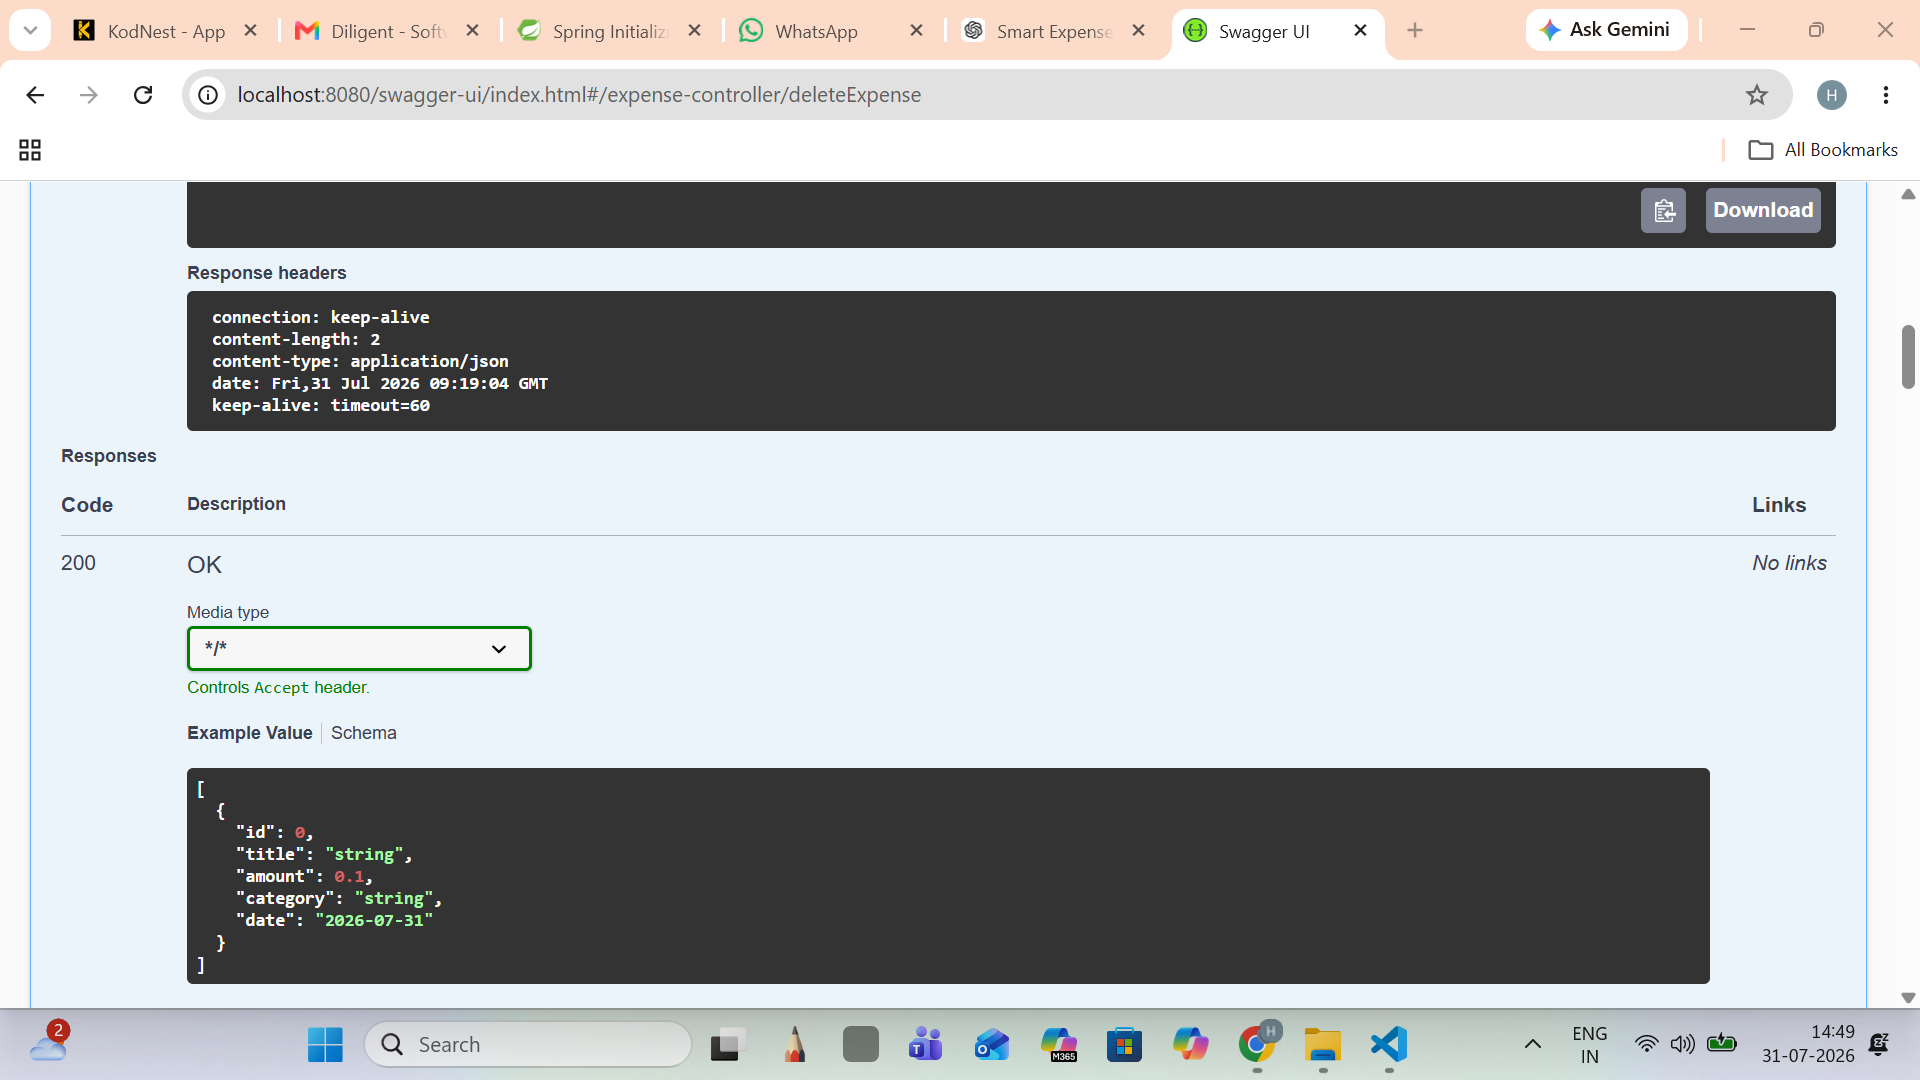 KodNest - App
Diligent - Softw
Spring Initializ
WhatsApp
Smart Expense
Swagger UI
Ask Gemini
localhost:8080/swagger-ui/index.html#/expense-controller/deleteExpense
H
All Bookmarks
Download
Response headers
connection: keep-alive
content-length: 2
content-type: application/json
date: Fri,31 Jul 2026 09:19:04 GMT
keep-alive: timeout=60
Responses
Code Description Links
200 OK No links
Media type
*/*
Controls Accept header.
Example Value Schema
[
{
"id": 0,
"title": "string",
"amount": 0.1,
"category": "string",
"date": "2026-07-31"
}
]
2
Search
M365
H
ENG
IN
14:49
31-07-2026